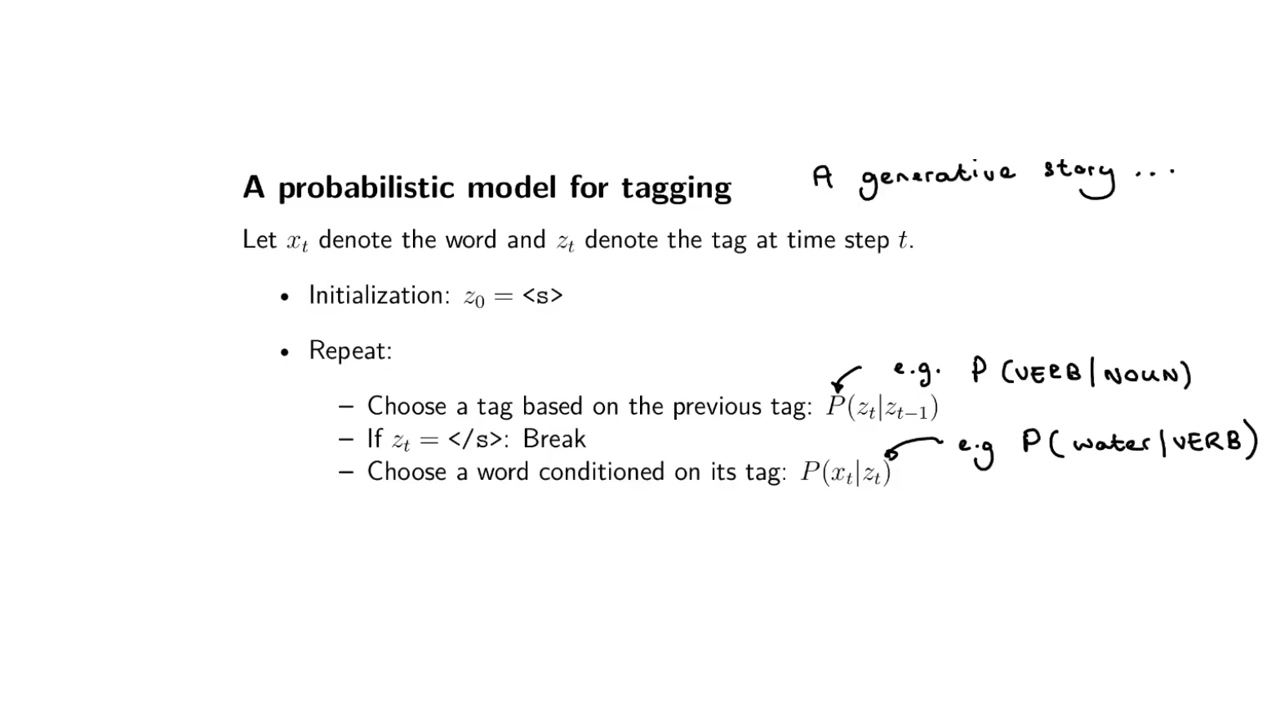 A probabilistic model for tagging A generative story ...
Let x_t denote the word and z_t denote the tag at time step t.
• Initialization: z_0 = <s>
• Repeat:
e.g. P (VERB|NOUN)
– Choose a tag based on the previous tag: P(z_t|z_{t−1})
– If z_t = </s>: Break
e.g P(water|VERB)
– Choose a word conditioned on its tag: P(x_t|z_t)